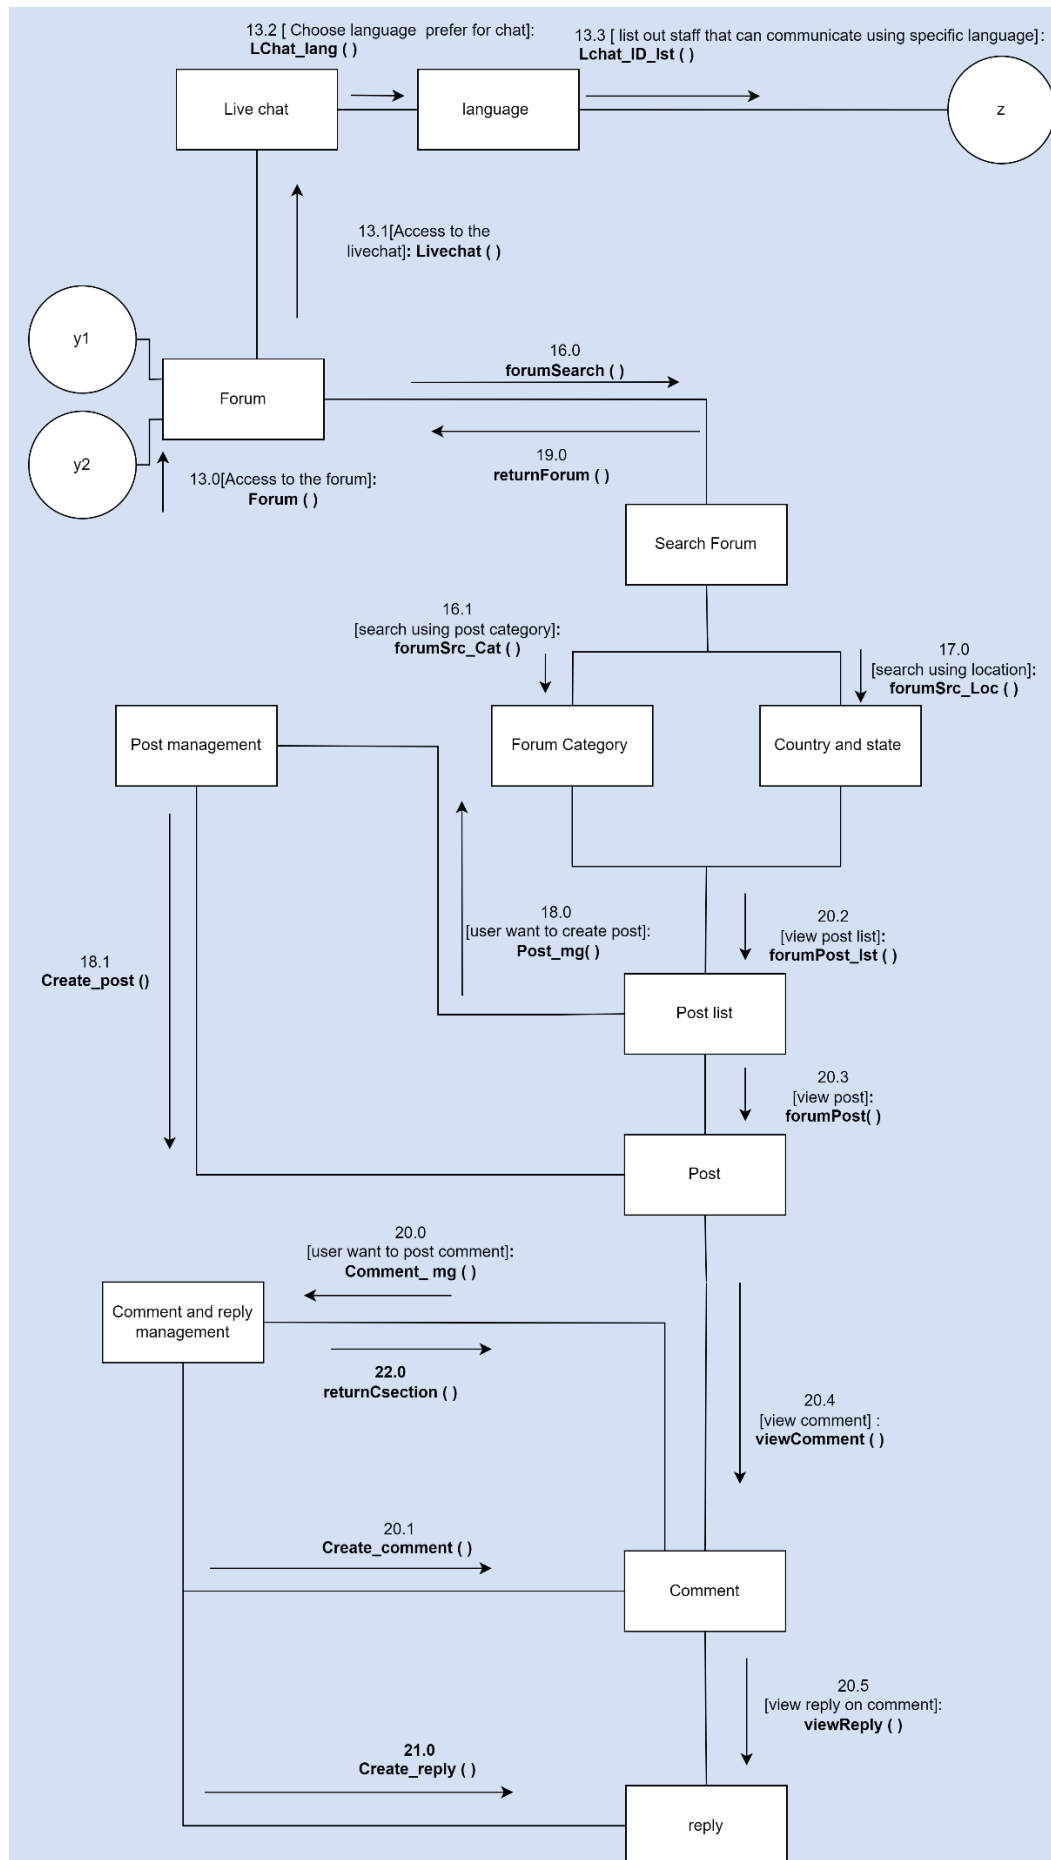 13.2 [ Choose language prefer for chat]:
LChat_lang ( )
13.3 [ list out staff that can communicate using specific language] :
Lchat_ID_lst ( )
Live chat
language
z
13.1[Access to the
livechat]: Livechat ( )
y1
Forum
16.0
forumSearch ( )
19.0
returnForum ( )
y2
13.0[Access to the forum]:
Forum ( )
Search Forum
16.1
[search using post category]:
forumSrc_Cat ( )
17.0
[search using location]:
forumSrc_Loc ( )
Post management
Forum Category
Country and state
18.0
[user want to create post]:
Post_mg( )
20.2
[view post list]:
forumPost_lst ( )
18.1
Create_post ()
Post list
20.3
[view post]:
forumPost( )
Post
20.0
[user want to post comment]:
Comment_ mg ( )
Comment and reply
management
22.0
returnCsection ( )
20.4
[view comment] :
viewComment ( )
20.1
Create_comment ( )
Comment
20.5
[view reply on comment]:
viewReply ( )
21.0
Create_reply ( )
reply